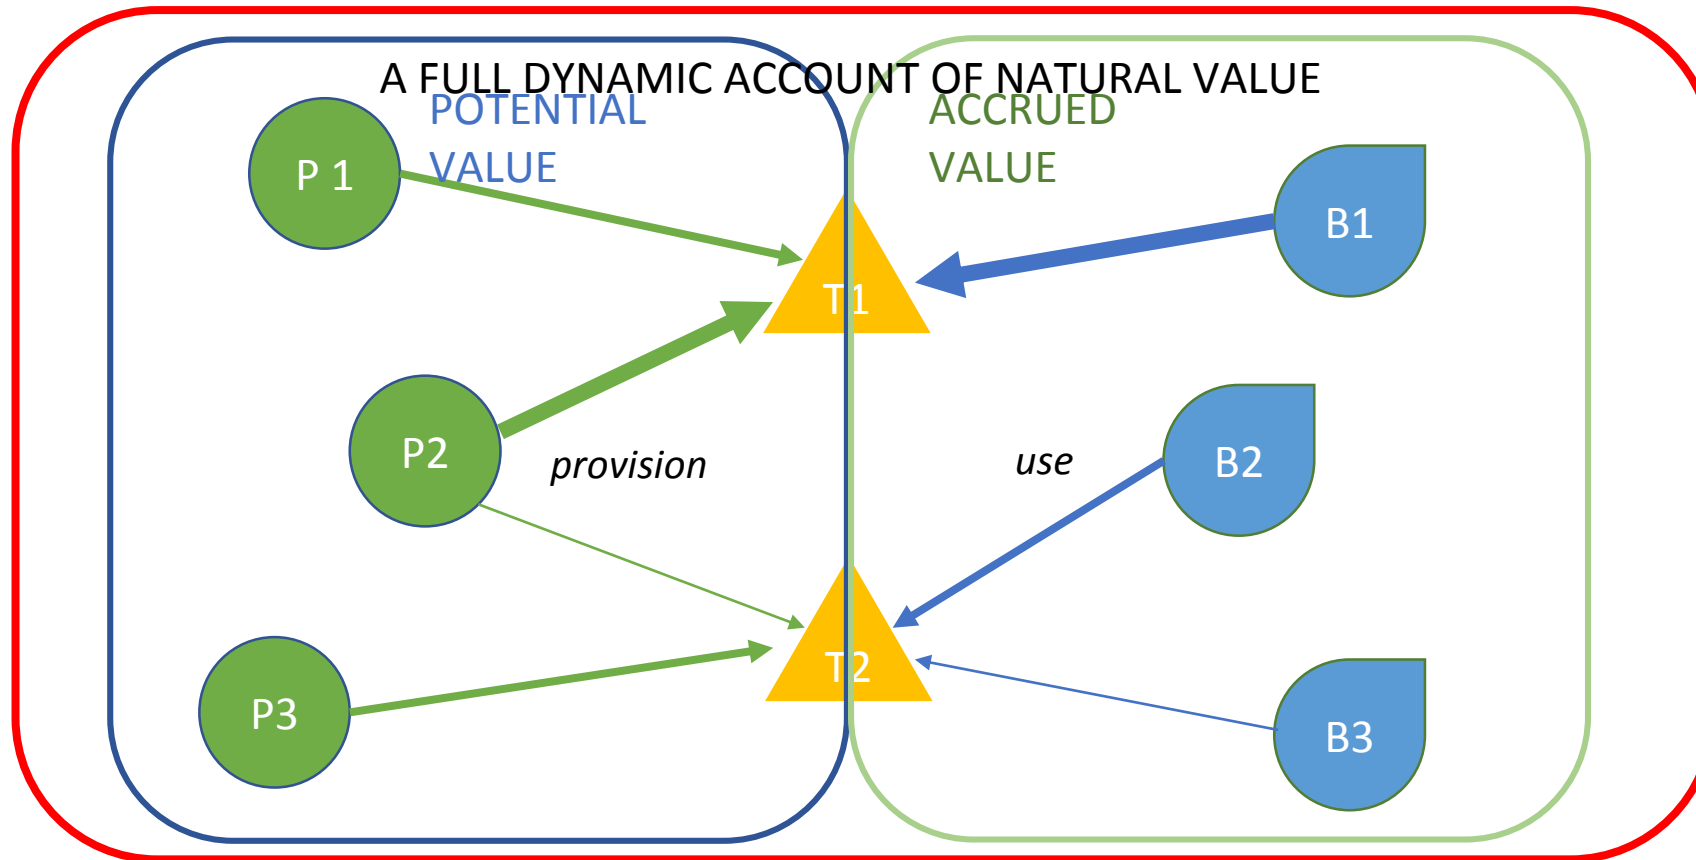 A FULL DYNAMIC ACCOUNT OF NATURAL VALUE
POTENTIAL
VALUE
ACCRUED
VALUE
P 1
B1
T1
P2
provision
use
B2
T2
P3
B3